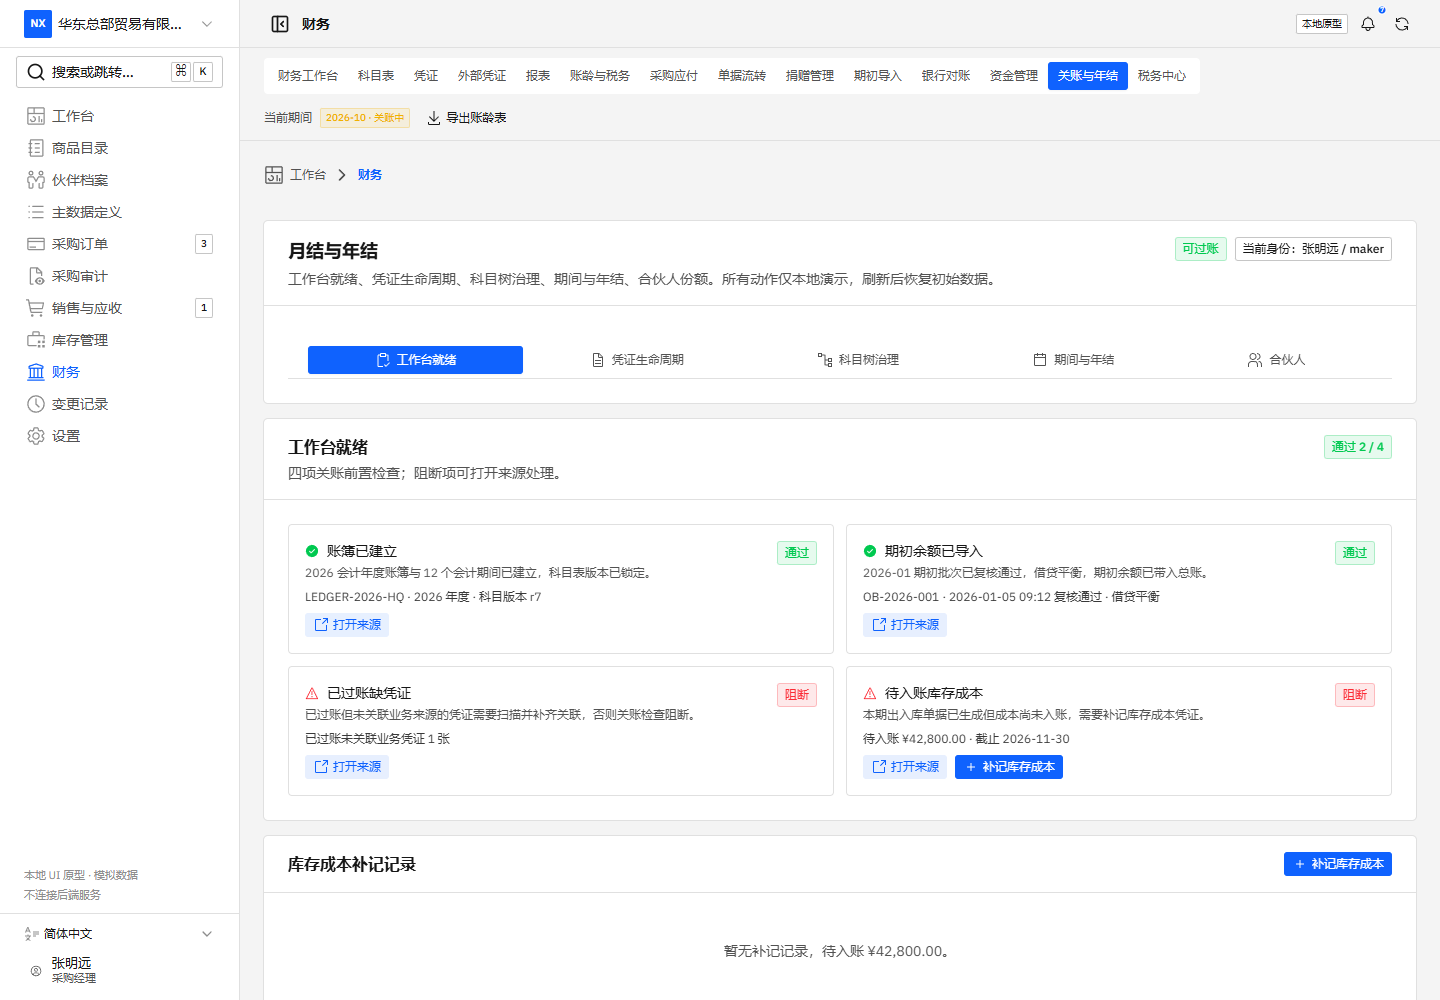 NX 华东总部贸易有限...
搜索或跳转... ⌘ K
工作台
商品目录
伙伴档案
主数据定义
采购订单 3
采购审计
销售与应收 1
库存管理
财务
变更记录
设置
本地 UI 原型 · 模拟数据
不连接后端服务
简体中文
张明远
采购经理
财务
本地原型
财务工作台 科目表 凭证 外部凭证 报表 账龄与税务 采购应付 单据流转 捐赠管理 期初导入 银行对账 资金管理 关账与年结 税务中心
当前期间 2026-10 · 关账中 导出账龄表
工作台 财务
月结与年结
可过账 当前身份：张明远 / maker
工作台就绪、凭证生命周期、科目树治理、期间与年结、合伙人份额。所有动作仅本地演示，刷新后恢复初始数据。
工作台就绪 凭证生命周期 科目树治理 期间与年结 合伙人
工作台就绪
通过 2 / 4
四项关账前置检查；阻断项可打开来源处理。
账簿已建立 通过
2026 会计年度账簿与 12 个会计期间已建立，科目表版本已锁定。
LEDGER-2026-HQ · 2026 年度 · 科目版本 r7
打开来源
期初余额已导入 通过
2026-01 期初批次已复核通过，借贷平衡，期初余额已带入总账。
OB-2026-001 · 2026-01-05 09:12 复核通过 · 借贷平衡
打开来源
已过账缺凭证 阻断
已过账但未关联业务来源的凭证需要扫描并补齐关联，否则关账检查阻断。
已过账未关联业务凭证 1 张
打开来源
待入账库存成本 阻断
本期出入库单据已生成但成本尚未入账，需要补记库存成本凭证。
待入账 ¥42,800.00 · 截止 2026-11-30
打开来源 补记库存成本
库存成本补记记录 补记库存成本
暂无补记记录，待入账 ¥42,800.00。